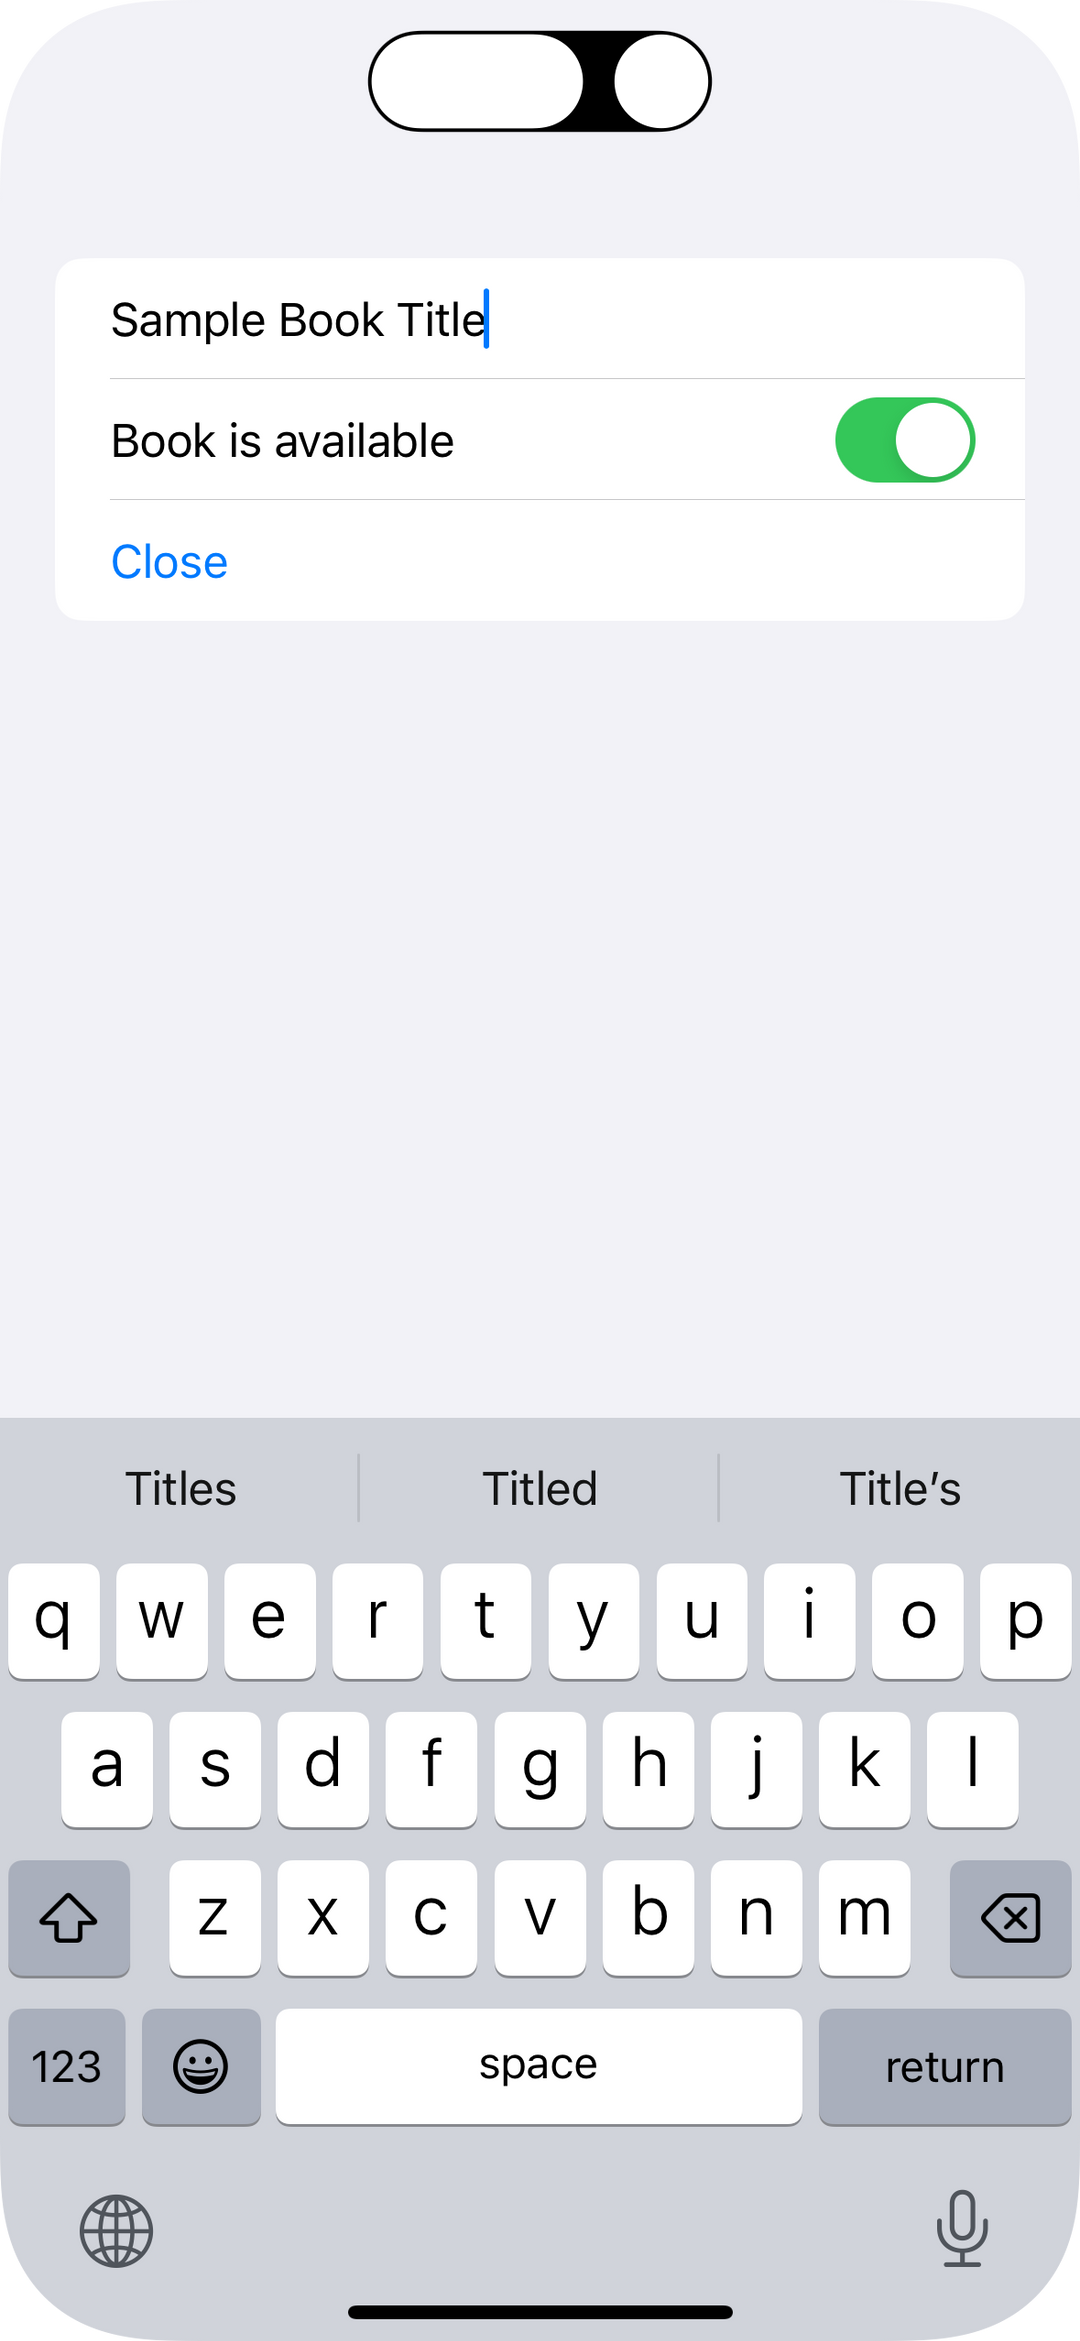 Sample Book Title
Book is available
Close
Titles Titled Title’s
q w e r t y u i o p
a s d f g h j k l
z x c v b n m
123 space return